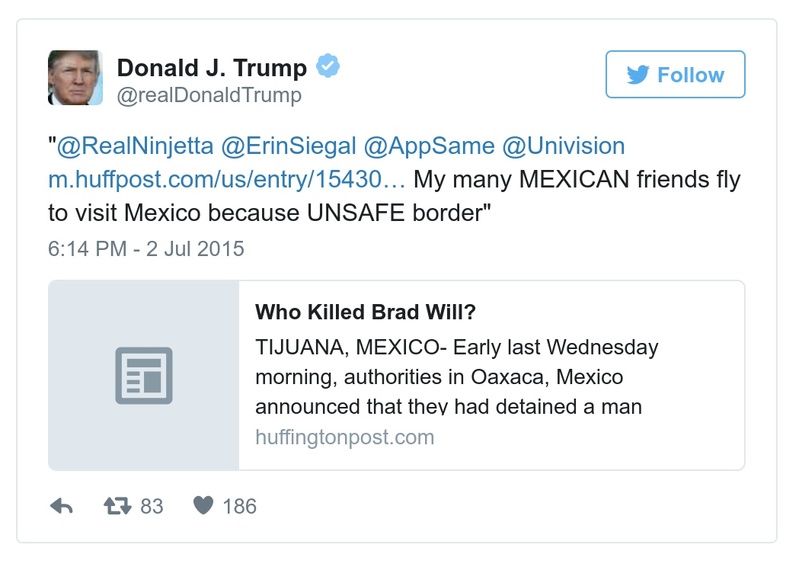 Donald J. Trump
@realDonaldTrump
Follow
"@RealNinjetta @ErinSiegal @AppSame @Univision
m.huffpost.com/us/entry/15430… My many MEXICAN friends fly
to visit Mexico because UNSAFE border"
6:14 PM - 2 Jul 2015
Who Killed Brad Will?
TIJUANA, MEXICO- Early last Wednesday
morning, authorities in Oaxaca, Mexico
announced that they had detained a man
huffingtonpost.com
83
186